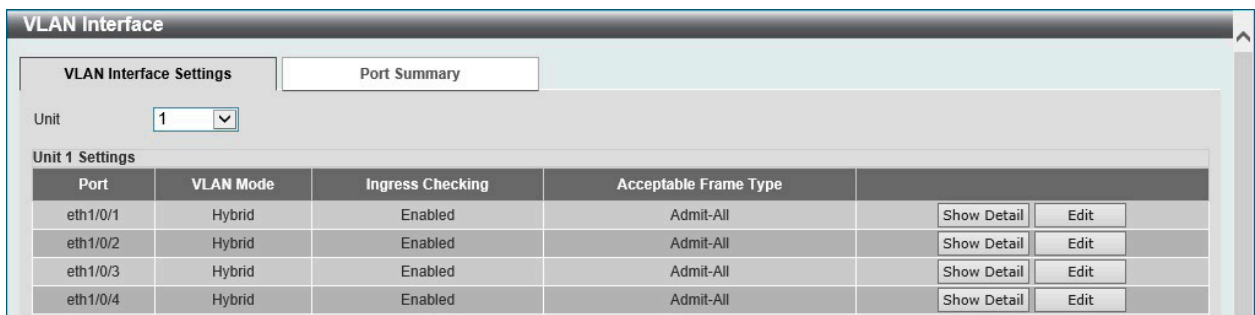 VLAN Interface
VLAN Interface Settings Port Summary
Unit 1
Unit 1 Settings
Port VLAN Mode Ingress Checking Acceptable Frame Type
eth1/0/1 Hybrid Enabled Admit-All Show Detail Edit
eth1/0/2 Hybrid Enabled Admit-All Show Detail Edit
eth1/0/3 Hybrid Enabled Admit-All Show Detail Edit
eth1/0/4 Hybrid Enabled Admit-All Show Detail Edit